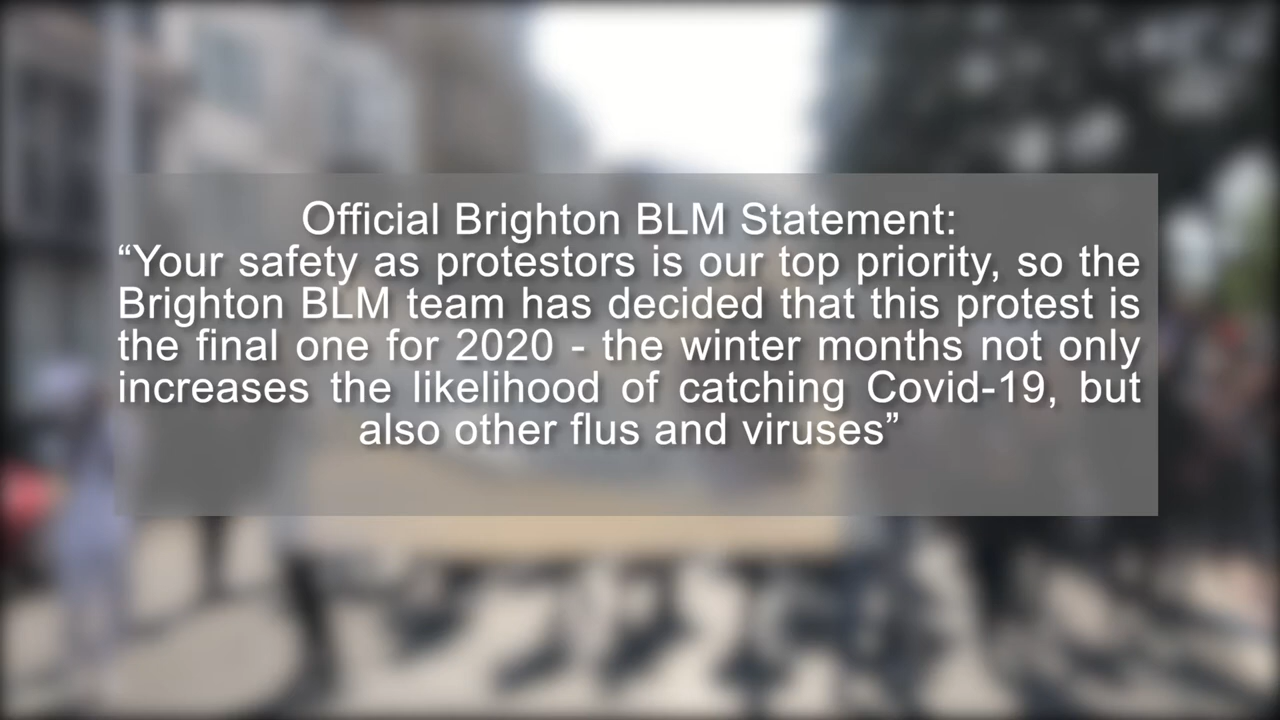 Official Brighton BLM Statement:
“Your safety as protestors is our top priority, so the
Brighton BLM team has decided that this protest is
the final one for 2020 - the winter months not only
increases the likelihood of catching Covid-19, but
also other flus and viruses”